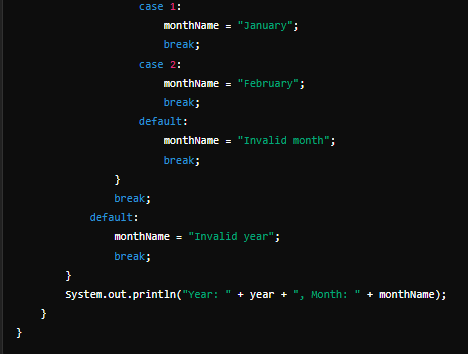 case 1:
monthName = "January";
break;
case 2:
monthName = "February";
break;
default:
monthName = "Invalid month";
break;
}
break;
default:
monthName = "Invalid year";
break;
}
System.out.println("Year: " + year + ", Month: " + monthName);
}
}